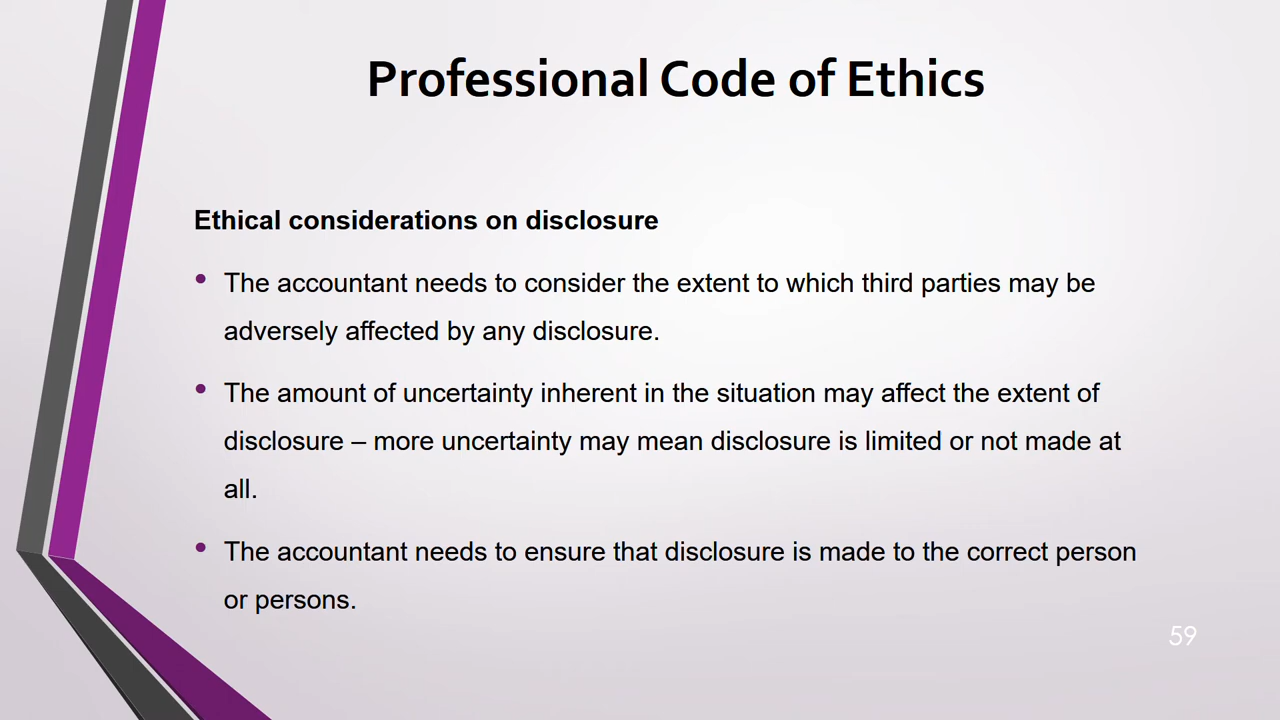 Professional Code of Ethics
Ethical considerations on disclosure
• The accountant needs to consider the extent to which third parties may be
adversely affected by any disclosure.
• The amount of uncertainty inherent in the situation may affect the extent of
disclosure – more uncertainty may mean disclosure is limited or not made at
all.
• The accountant needs to ensure that disclosure is made to the correct person
or persons.
59